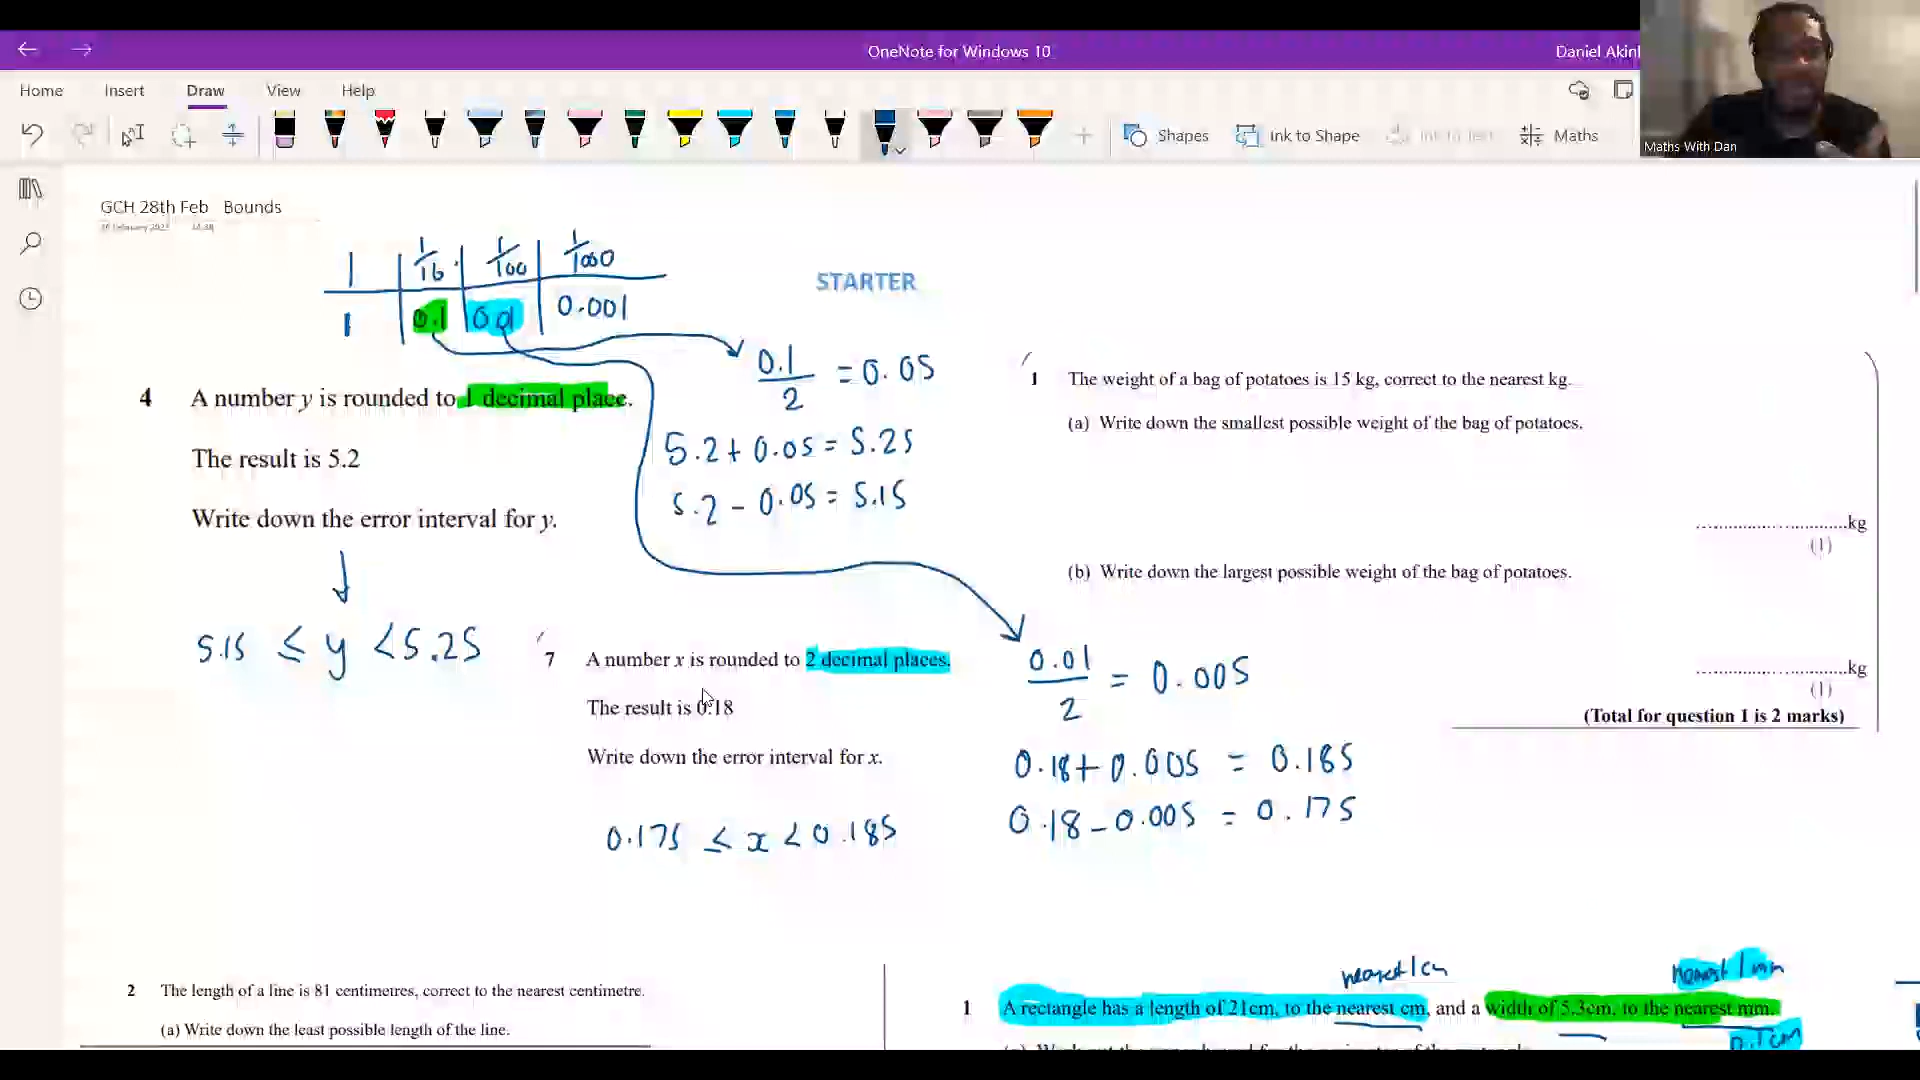 OneNote for Windows 10
Daniel Akin
Home Insert Draw View Help
Shapes Ink to Shape Ink to Text Maths
Maths With Dan
GCH 28th Feb Bounds
1 1/10 1/100 1/1000
1 0.1 0.01 0.001
STARTER
4 A number y is rounded to 1 decimal place.
The result is 5.2
Write down the error interval for y.
5.15 ≤ y < 5.25
0.1/2 = 0.05
5.2 + 0.05 = 5.25
5.2 - 0.05 = 5.15
1 The weight of a bag of potatoes is 15 kg, correct to the nearest kg.
(a) Write down the smallest possible weight of the bag of potatoes.
..............................kg
(1)
(b) Write down the largest possible weight of the bag of potatoes.
..............................kg
(1)
(Total for question 1 is 2 marks)
7 A number x is rounded to 2 decimal places.
The result is 0.18
Write down the error interval for x.
0.175 ≤ x < 0.185
0.01/2 = 0.005
0.18 + 0.005 = 0.185
0.18 - 0.005 = 0.175
2 The length of a line is 81 centimetres, correct to the nearest centimetre.
(a) Write down the least possible length of the line.
nearest 1cm
nearest 1mm
1 A rectangle has a length of 21cm, to the nearest cm, and a width of 5.3cm, to the nearest mm.
0.1cm